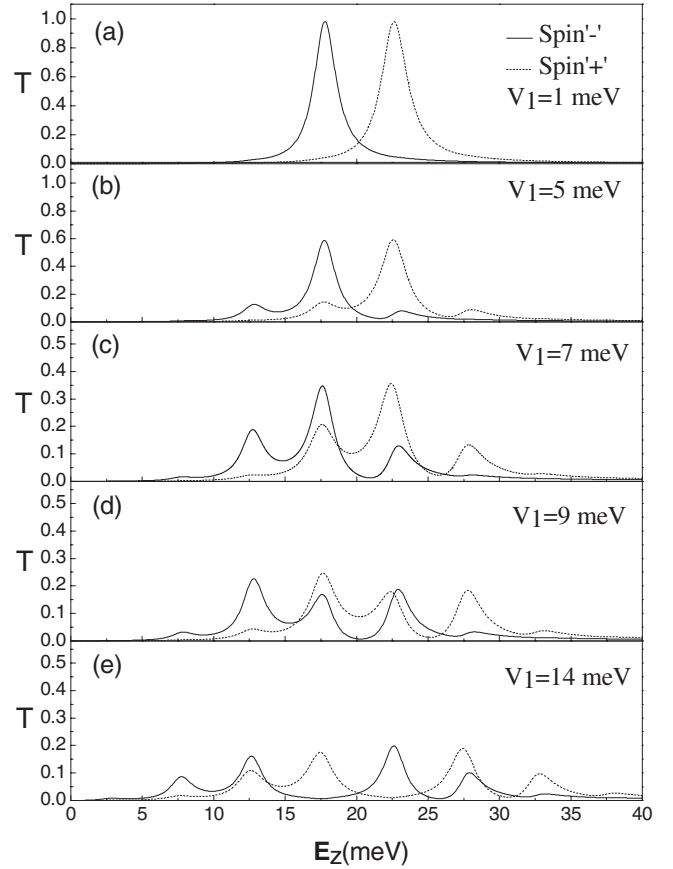 (a)
Spin'-'
Spin'+'
V1=1 meV
T
1.0
0.8
0.6
0.4
0.2
0.0
(b)
V1=5 meV
T
1.0
0.8
0.6
0.4
0.2
0.0
(c)
V1=7 meV
T
0.5
0.4
0.3
0.2
0.1
0.0
(d)
V1=9 meV
T
0.5
0.4
0.3
0.2
0.1
0.0
(e)
V1=14 meV
T
0.5
0.4
0.3
0.2
0.1
0.0
0 5 10 15 20 25 30 35 40
Ez(meV)